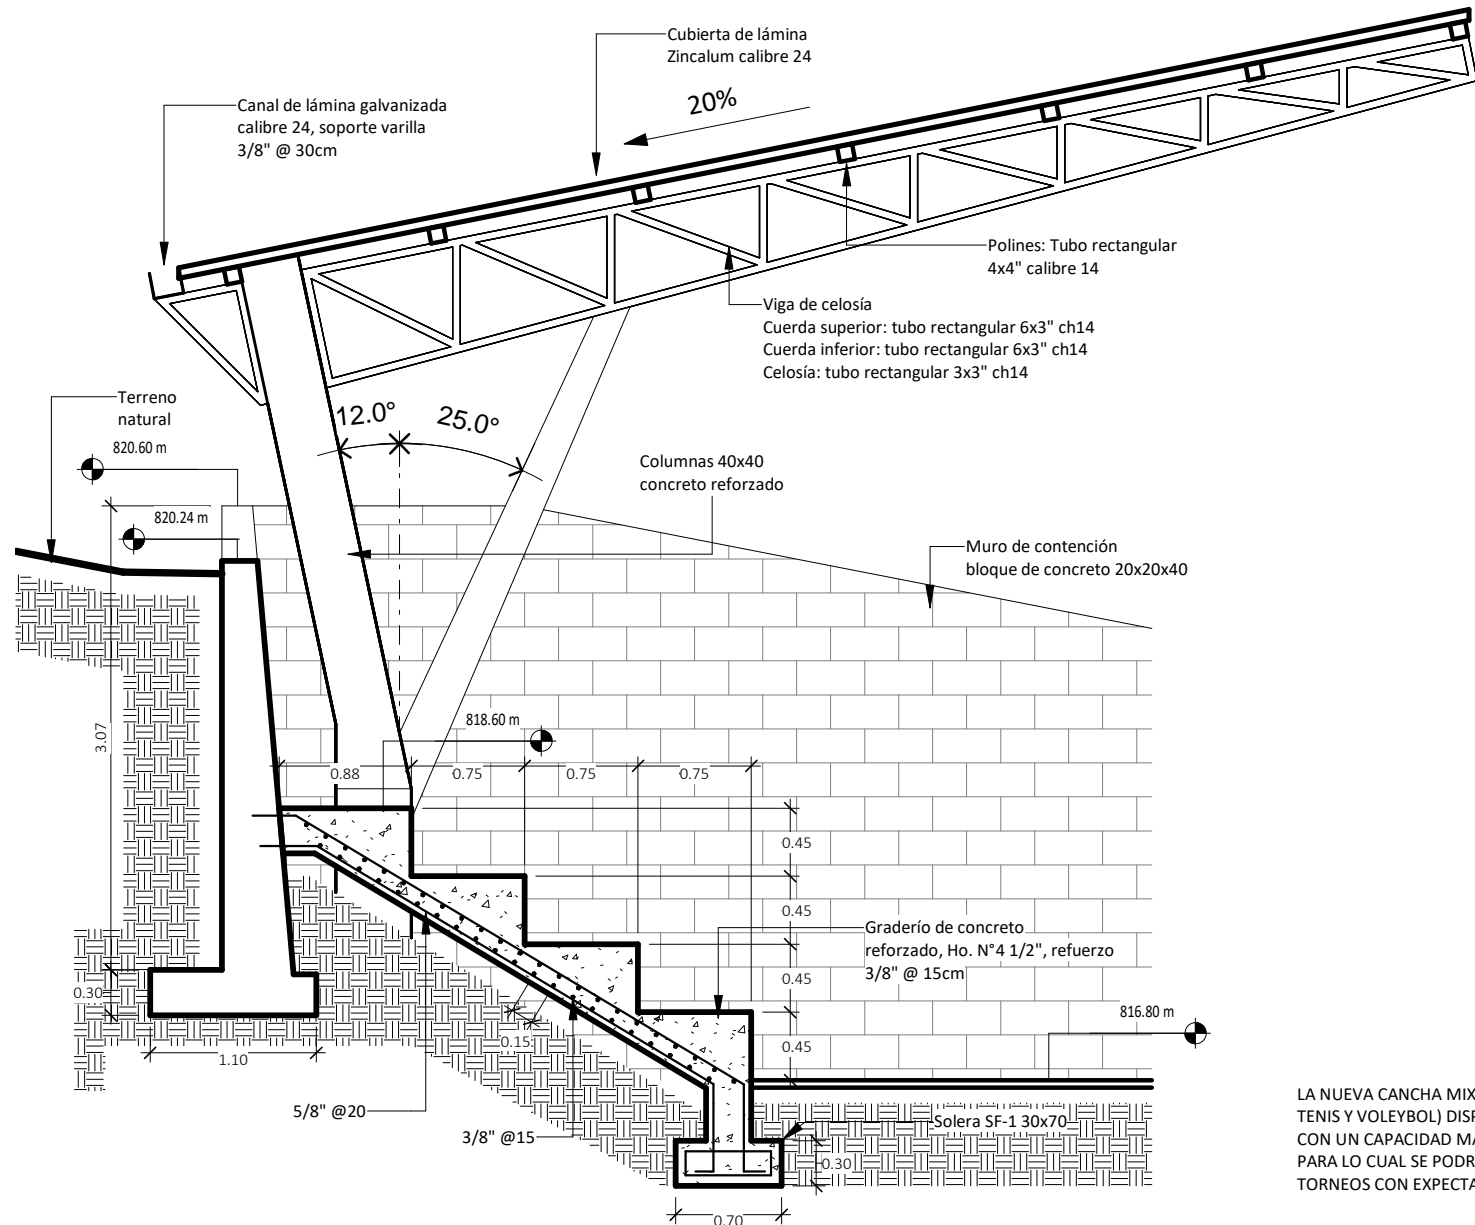 Cubierta de lámina
Zincalum calibre 24
20%
Canal de lámina galvanizada
calibre 24, soporte varilla
3/8" @ 30cm
Polines: Tubo rectangular
4x4" calibre 14
Viga de celosía
Cuerda superior: tubo rectangular 6x3" ch14
Cuerda inferior: tubo rectangular 6x3" ch14
Celosía: tubo rectangular 3x3" ch14
Terreno
natural
12.0°
25.0°
820.60 m
Columnas 40x40
concreto reforzado
820.24 m
Muro de contención
bloque de concreto 20x20x40
818.60 m
3.07
0.88
0.75
0.75
0.75
0.45
0.45
0.45
0.45
Graderío de concreto
reforzado, Ho. N°4 1/2", refuerzo
3/8" @ 15cm
0.30
816.80 m
0.15
1.10
5/8" @20
3/8" @15
Solera SF-1 30x70
0.30
0.70
LA NUEVA CANCHA MIX
TENIS Y VOLEYBOL) DISP
CON UN CAPACIDAD MA
PARA LO CUAL SE PODR
TORNEOS CON EXPECTA